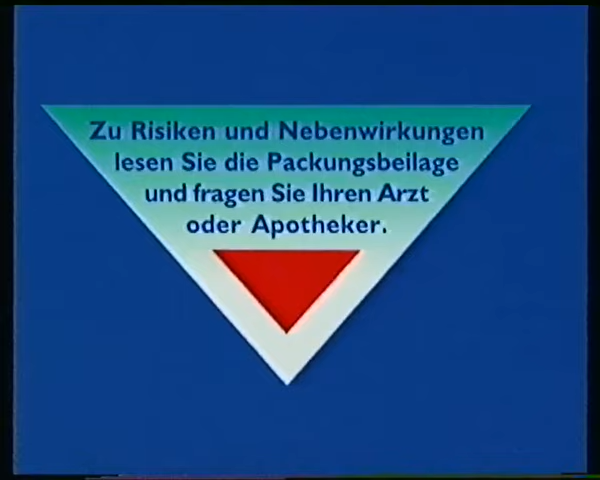 Zu Risiken und Nebenwirkungen
lesen Sie die Packungsbeilage
und fragen Sie Ihren Arzt
oder Apotheker.